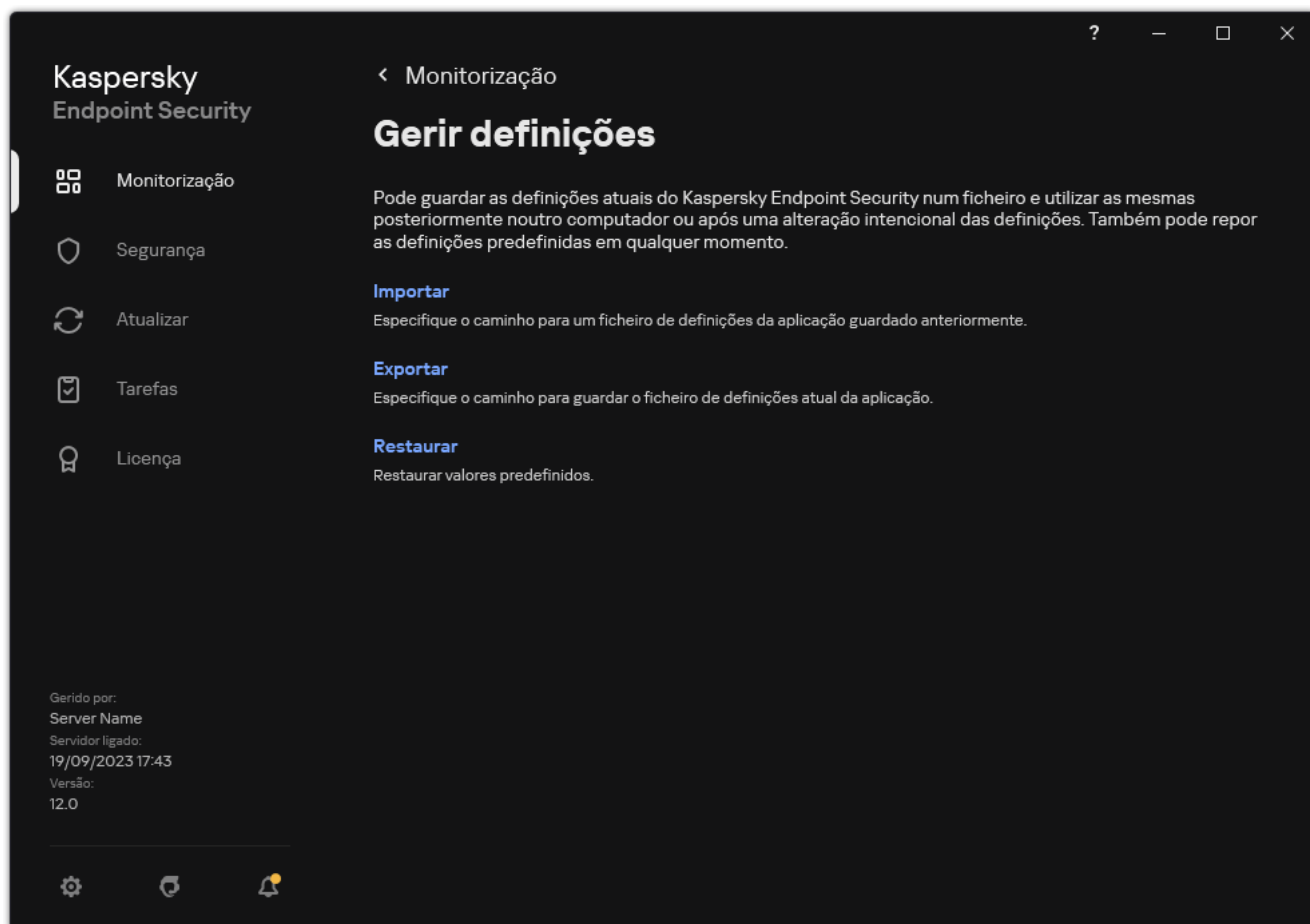 ?
Kaspersky
Endpoint Security
Monitorização
Segurança
Atualizar
Tarefas
Licença
Gerido por:
Server Name
Servidor ligado:
19/09/2023 17:43
Versão:
12.0
Monitorização
Gerir definições
Pode guardar as definições atuais do Kaspersky Endpoint Security num ficheiro e utilizar as mesmas
posteriormente noutro computador ou após uma alteração intencional das definições. Também pode repor
as definições predefinidas em qualquer momento.
Importar
Especifique o caminho para um ficheiro de definições da aplicação guardado anteriormente.
Exportar
Especifique o caminho para guardar o ficheiro de definições atual da aplicação.
Restaurar
Restaurar valores predefinidos.